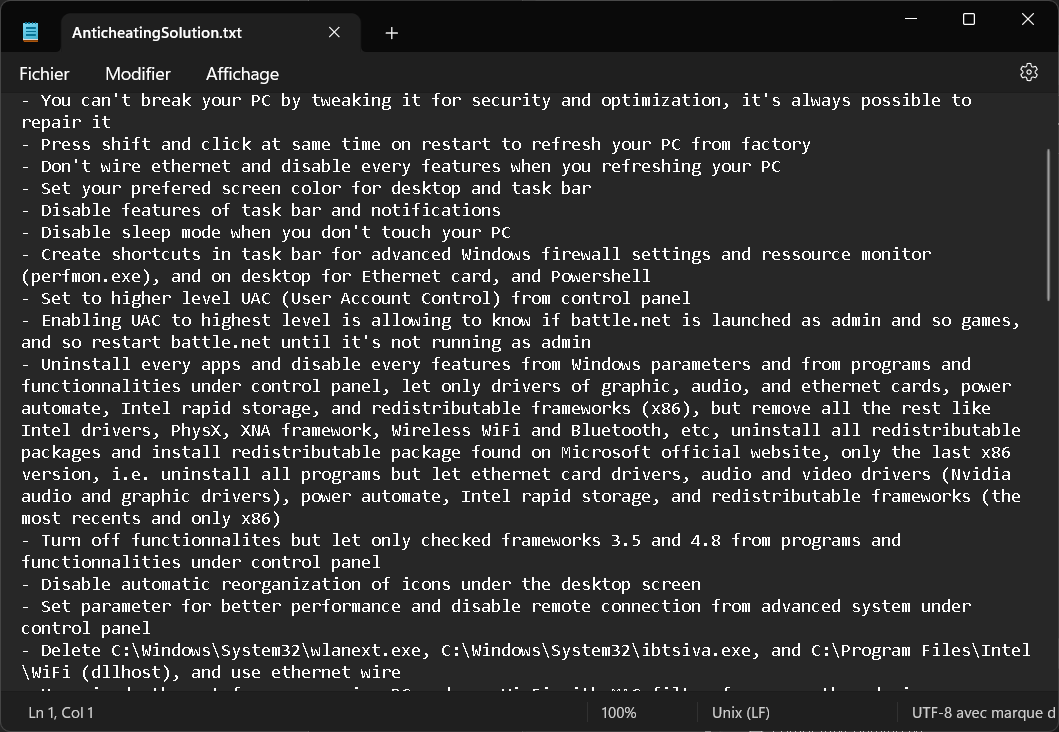 AnticheatingSolution.txt
Fichier Modifier Affichage
- You can't break your PC by tweaking it for security and optimization, it's always possible to
repair it
- Press shift and click at same time on restart to refresh your PC from factory
- Don't wire ethernet and disable every features when you refreshing your PC
- Set your prefered screen color for desktop and task bar
- Disable features of task bar and notifications
- Disable sleep mode when you don't touch your PC
- Create shortcuts in task bar for advanced Windows firewall settings and ressource monitor
(perfmon.exe), and on desktop for Ethernet card, and Powershell
- Set to higher level UAC (User Account Control) from control panel
- Enabling UAC to highest level is allowing to know if battle.net is launched as admin and so games,
and so restart battle.net until it's not running as admin
- Uninstall every apps and disable every features from Windows parameters and from programs and
functionnalities under control panel, let only drivers of graphic, audio, and ethernet cards, power
automate, Intel rapid storage, and redistributable frameworks (x86), but remove all the rest like
Intel drivers, PhysX, XNA framework, Wireless WiFi and Bluetooth, etc, uninstall all redistributable
packages and install redistributable package found on Microsoft official website, only the last x86
version, i.e. uninstall all programs but let ethernet card drivers, audio and video drivers (Nvidia
audio and graphic drivers), power automate, Intel rapid storage, and redistributable frameworks (the
most recents and only x86)
- Turn off functionnalites but let only checked frameworks 3.5 and 4.8 from programs and
functionnalities under control panel
- Disable automatic reorganization of icons under the desktop screen
- Set parameter for better performance and disable remote connection from advanced system under
control panel
- Delete C:\Windows\System32\wlanext.exe, C:\Windows\System32\ibtsiva.exe, and C:\Program Files\Intel
\WiFi (dllhost), and use ethernet wire
Ln 1, Col 1 100% Unix (LF) UTF-8 avec marque d